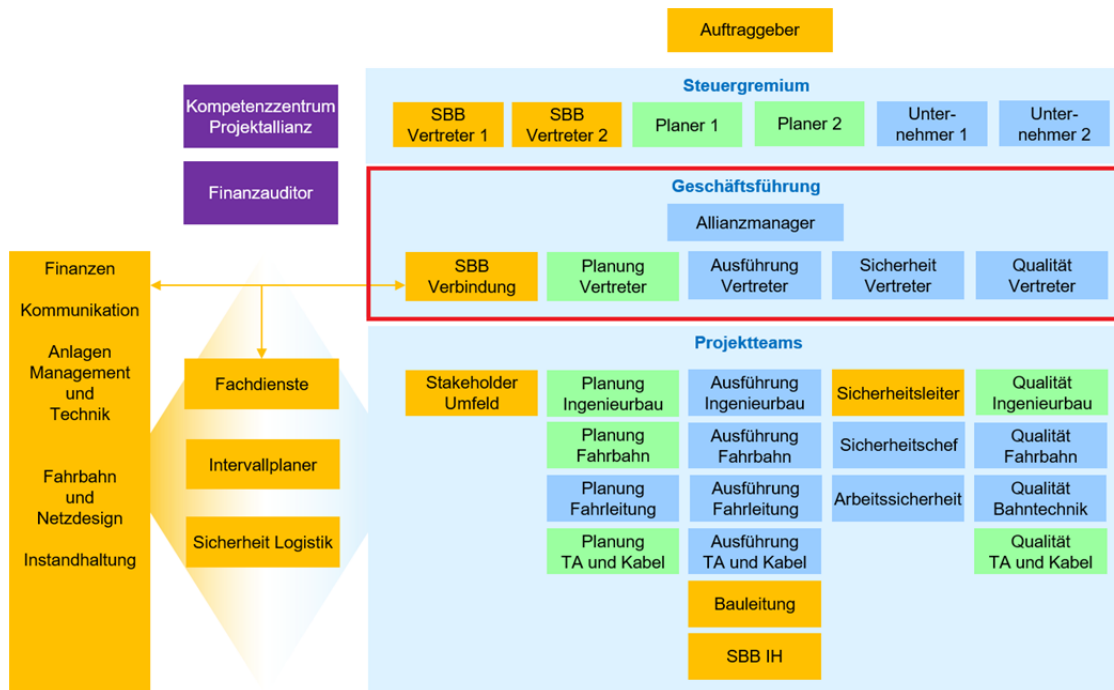 Auftraggeber
Kompetenzzentrum
Projektallianz
Finanzauditor
Steuergremium
SBB
Vertreter 1
SBB
Vertreter 2
Planer 1
Planer 2
Unter-
nehmer 1
Unter-
nehmer 2
Geschäftsführung
Allianzmanager
SBB
Verbindung
Planung
Vertreter
Ausführung
Vertreter
Sicherheit
Vertreter
Qualität
Vertreter
Finanzen
Kommunikation
Anlagen
Management
und
Technik
Fahrbahn
und
Netzdesign
Instandhaltung
Fachdienste
Intervallplaner
Sicherheit Logistik
Projektteams
Stakeholder
Umfeld
Planung
Ingenieurbau
Ausführung
Ingenieurbau
Sicherheitsleiter
Qualität
Ingenieurbau
Planung
Fahrbahn
Ausführung
Fahrbahn
Sicherheitschef
Qualität
Fahrbahn
Planung
Fahrleitung
Ausführung
Fahrleitung
Arbeitssicherheit
Qualität
Bahntechnik
Planung
TA und Kabel
Ausführung
TA und Kabel
Qualität
TA und Kabel
Bauleitung
SBB IH